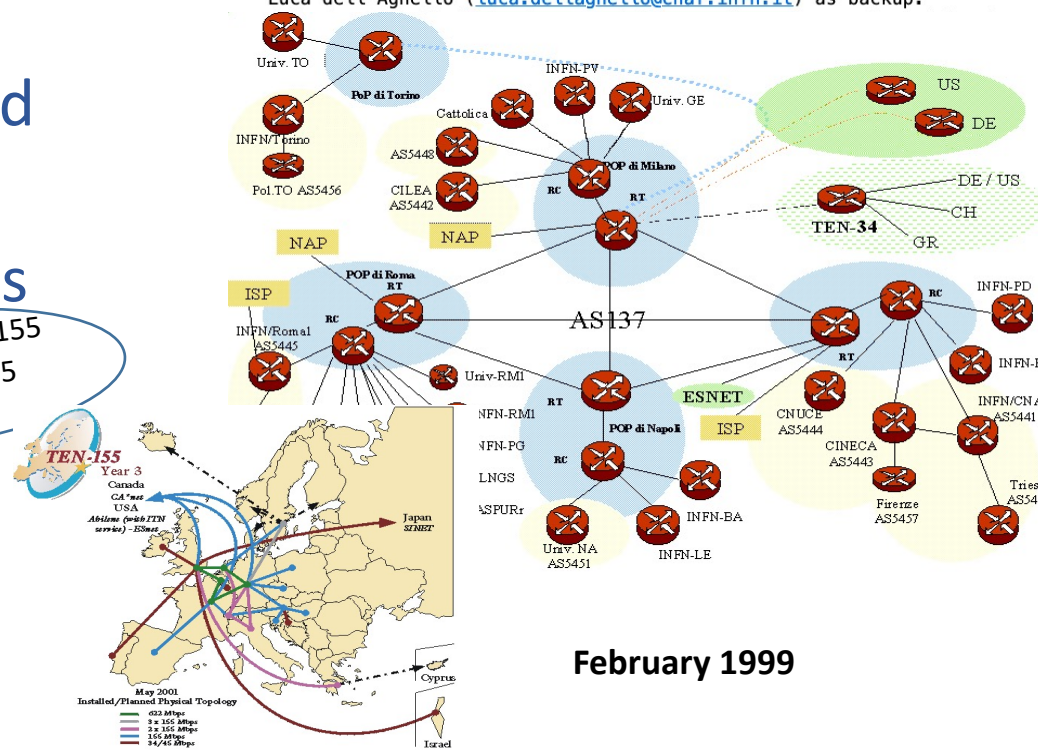 Luca dell'Agnello (luca.dellagnello@cnaf.infn.it) as backup.
d
s
155
5
Univ. TO
PoP di Torino
INFN/Torino
Pol.TO AS5456
INFN-PV
Cattolica
Univ. GE
AS5448
POP di Milano
CILEA
AS5442
RC
RT
US
DE
TEN-34
DE / US
CH
GR
NAP
NAP
ISP
POP di Roma
RT
RC
INFN/Roma1
AS5445
Univ-RM1
AS137
RC
RT
INFN-PD
ESNET
ISP
CNUCE
AS5444
CINECA
AS5443
INFN/CNA
AS5441
Firenze
AS5457
RT
POP di Napoli
RC
NFN-RM1
NFN-PG
LNGS
Univ. NA
AS5451
INFN-BA
INFN-LE
February 1999
TEN-155
Year 3
Canada
CA*net
USA
Abilene (with ITN
service) - ESnet
Japan
SINET
Cyprus
Israel
May 2001
Installed/Planned Physical Topology
622 Mbps
3 x 155 Mbps
2 x 155 Mbps
155 Mbps
34/45 Mbps